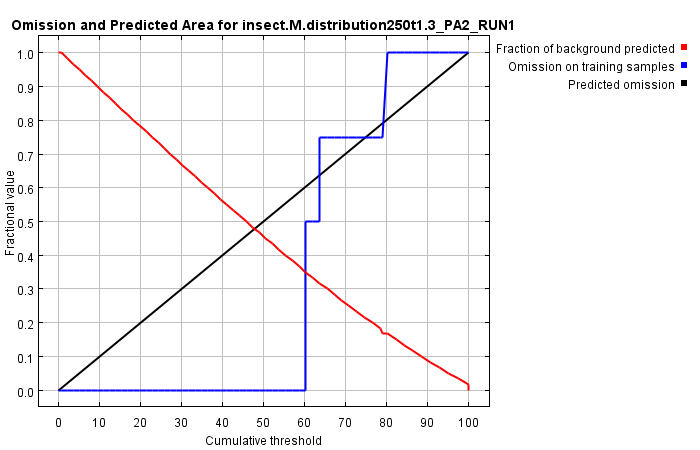 Omission and Predicted Area for insect.M.distribution250t1.3_PA2_RUN1
Fraction of background predicted
Omission on training samples
Predicted omission
Fractional value
1.0
0.9
0.8
0.7
0.6
0.5
0.4
0.3
0.2
0.1
0.0
0 10 20 30 40 50 60 70 80 90 100
Cumulative threshold